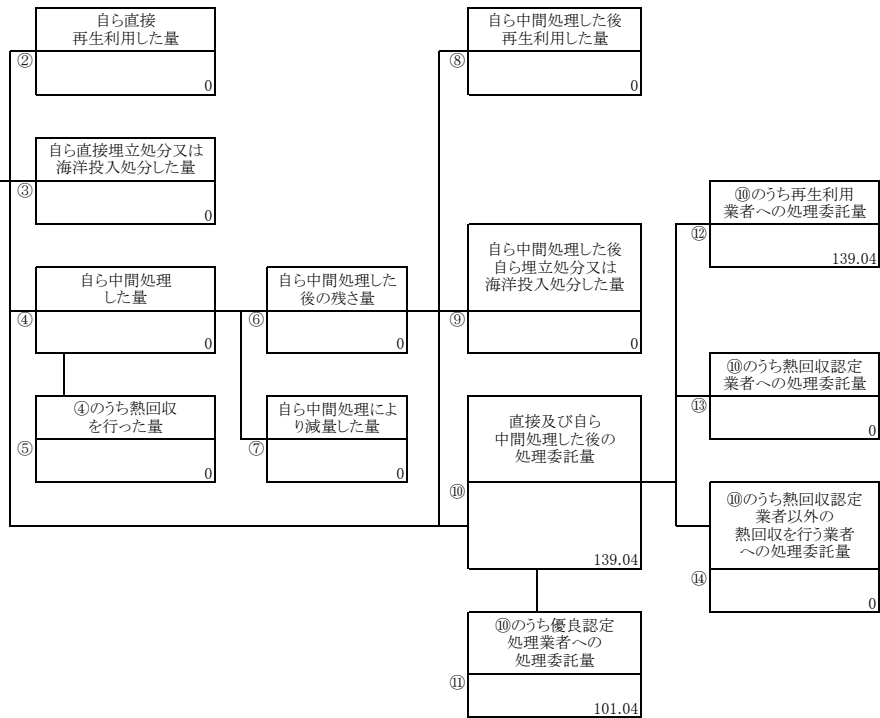 自ら直接
再生利用した量
②
0
自ら直接埋立処分又は
海洋投入処分した量
③
0
自ら中間処理
した量
④
0
④のうち熱回収
を行った量
⑤
0
自ら中間処理した
後の残さ量
⑥
0
自ら中間処理によ
り減量した量
⑦
0
自ら中間処理した後
再生利用した量
⑧
0
自ら中間処理した後
自ら埋立処分又は
海洋投入処分した量
⑨
0
直接及び自ら
中間処理した後の
処理委託量
⑩
139.04
⑩のうち優良認定
処理業者への
処理委託量
⑪
101.04
⑩のうち再生利用
業者への処理委託量
⑫
139.04
⑩のうち熱回収認定
業者への処理委託量
⑬
0
⑩のうち熱回収認定
業者以外の
熱回収を行う業者
への処理委託量
⑭
0